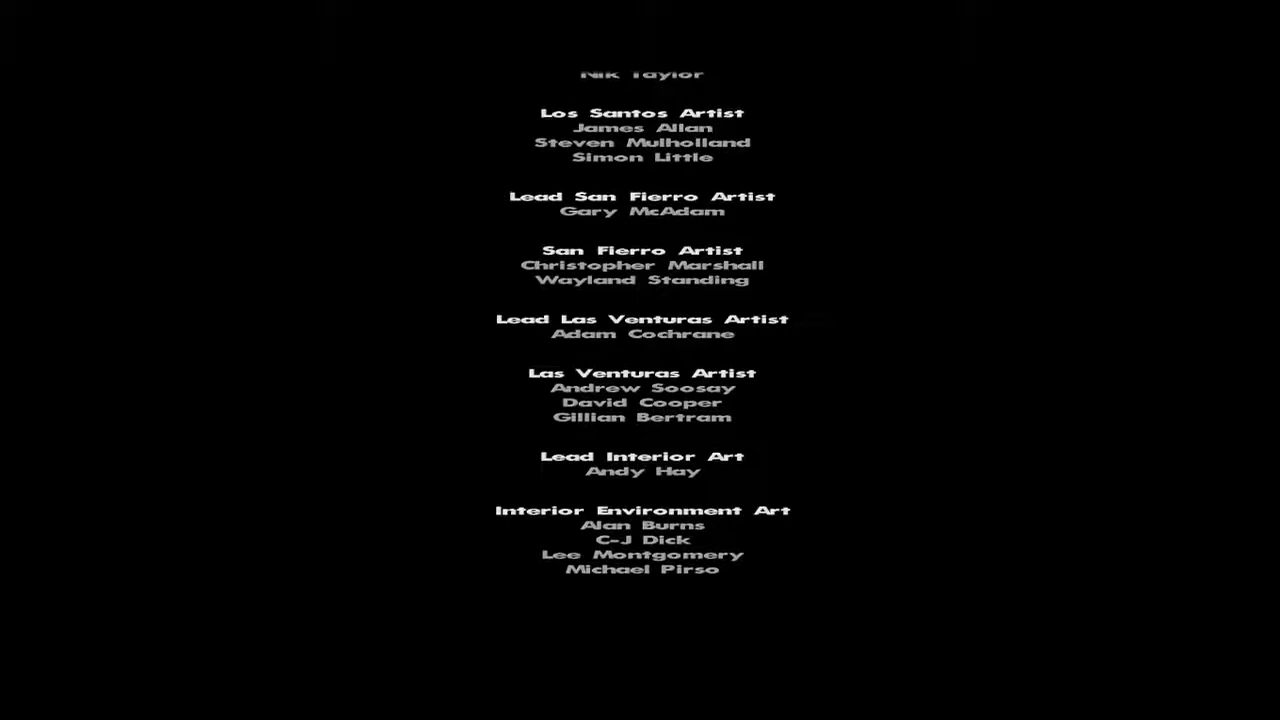 Nik Taylor
Los Santos Artist
James Allan
Steven Mulholland
Simon Little
Lead San Fierro Artist
Gary McAdam
San Fierro Artist
Christopher Marshall
Wayland Standing
Lead Las Venturas Artist
Adam Cochrane
Las Venturas Artist
Andrew Soosay
David Cooper
Gillian Bertram
Lead Interior Art
Andy Hay
Interior Environment Art
Alan Burns
C-J Dick
Lee Montgomery
Michael Pirso